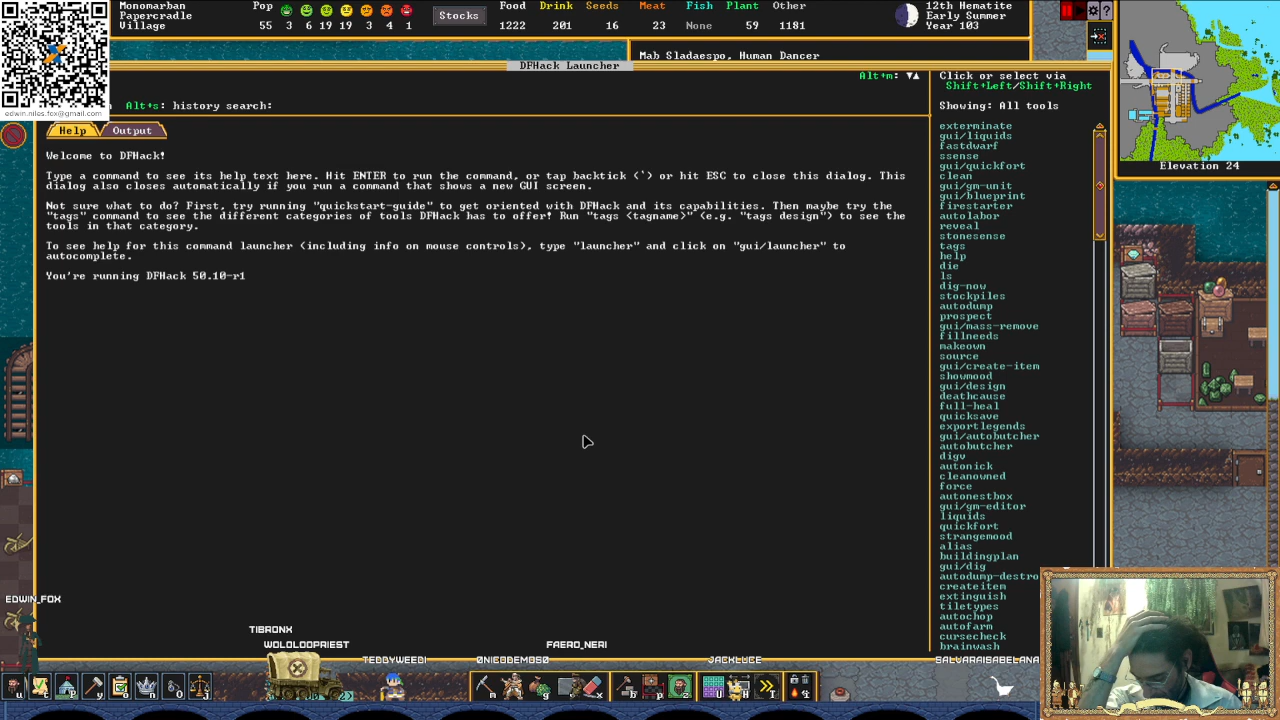 Monomarban
Papercradle
Village
Pop
55 3 6 19 19 3 4 1
Stocks
Food Drink Seeds Meat Fish Plant Other
1222 201 16 23 None 59 1181
12th Hematite
Early Summer
Year 103
Mab Sladaespo, Human Dancer
DFHack Launcher
Alt+m:
Click or select via
Shift+Left/Shift+Right
edwin.niles.fox@gmail.com
Alt+s: history search:
Showing: All tools
Help Output
Welcome to DFHack!
Type a command to see its help text here. Hit ENTER to run the command, or tap backtick (`) or hit ESC to close this dialog. This
dialog also closes automatically if you run a command that shows a new GUI screen.
Not sure what to do? First, try running "quickstart-guide" to get oriented with DFHack and its capabilities. Then maybe try the
"tags" command to see the different categories of tools DFHack has to offer! Run "tags <tagname>" (e.g. "tags design") to see the
tools in that category.
To see help for this command launcher (including info on mouse controls), type "launcher" and click on "gui/launcher" to
autocomplete.
You're running DFHack 50.10-r1
exterminate
gui/liquids
fastdwarf
ssense
gui/quickfort
clean
gui/gm-unit
gui/blueprint
firestarter
autolabor
reveal
stonesense
tags
help
die
ls
dig-now
stockpiles
autodump
prospect
gui/mass-remove
fillneeds
makeown
source
gui/create-item
showmood
gui/design
deathcause
full-heal
quicksave
exportlegends
gui/autobutcher
autobutcher
digv
autonick
cleanowned
force
autonestbox
gui/gm-editor
liquids
quickfort
strangemood
alias
buildingplan
gui/dig
autodump-destro
createitem
extinguish
tiletypes
autochop
autofarm
cursecheck
brainwash
Elevation 24
EDWIN_FOX
TIBRONX
WOLOLOOPRIEST
TEDDYWEEDI
0NICODEMOS0
FAERO_NERI
JACKLUCE
SALVARAISABELANA